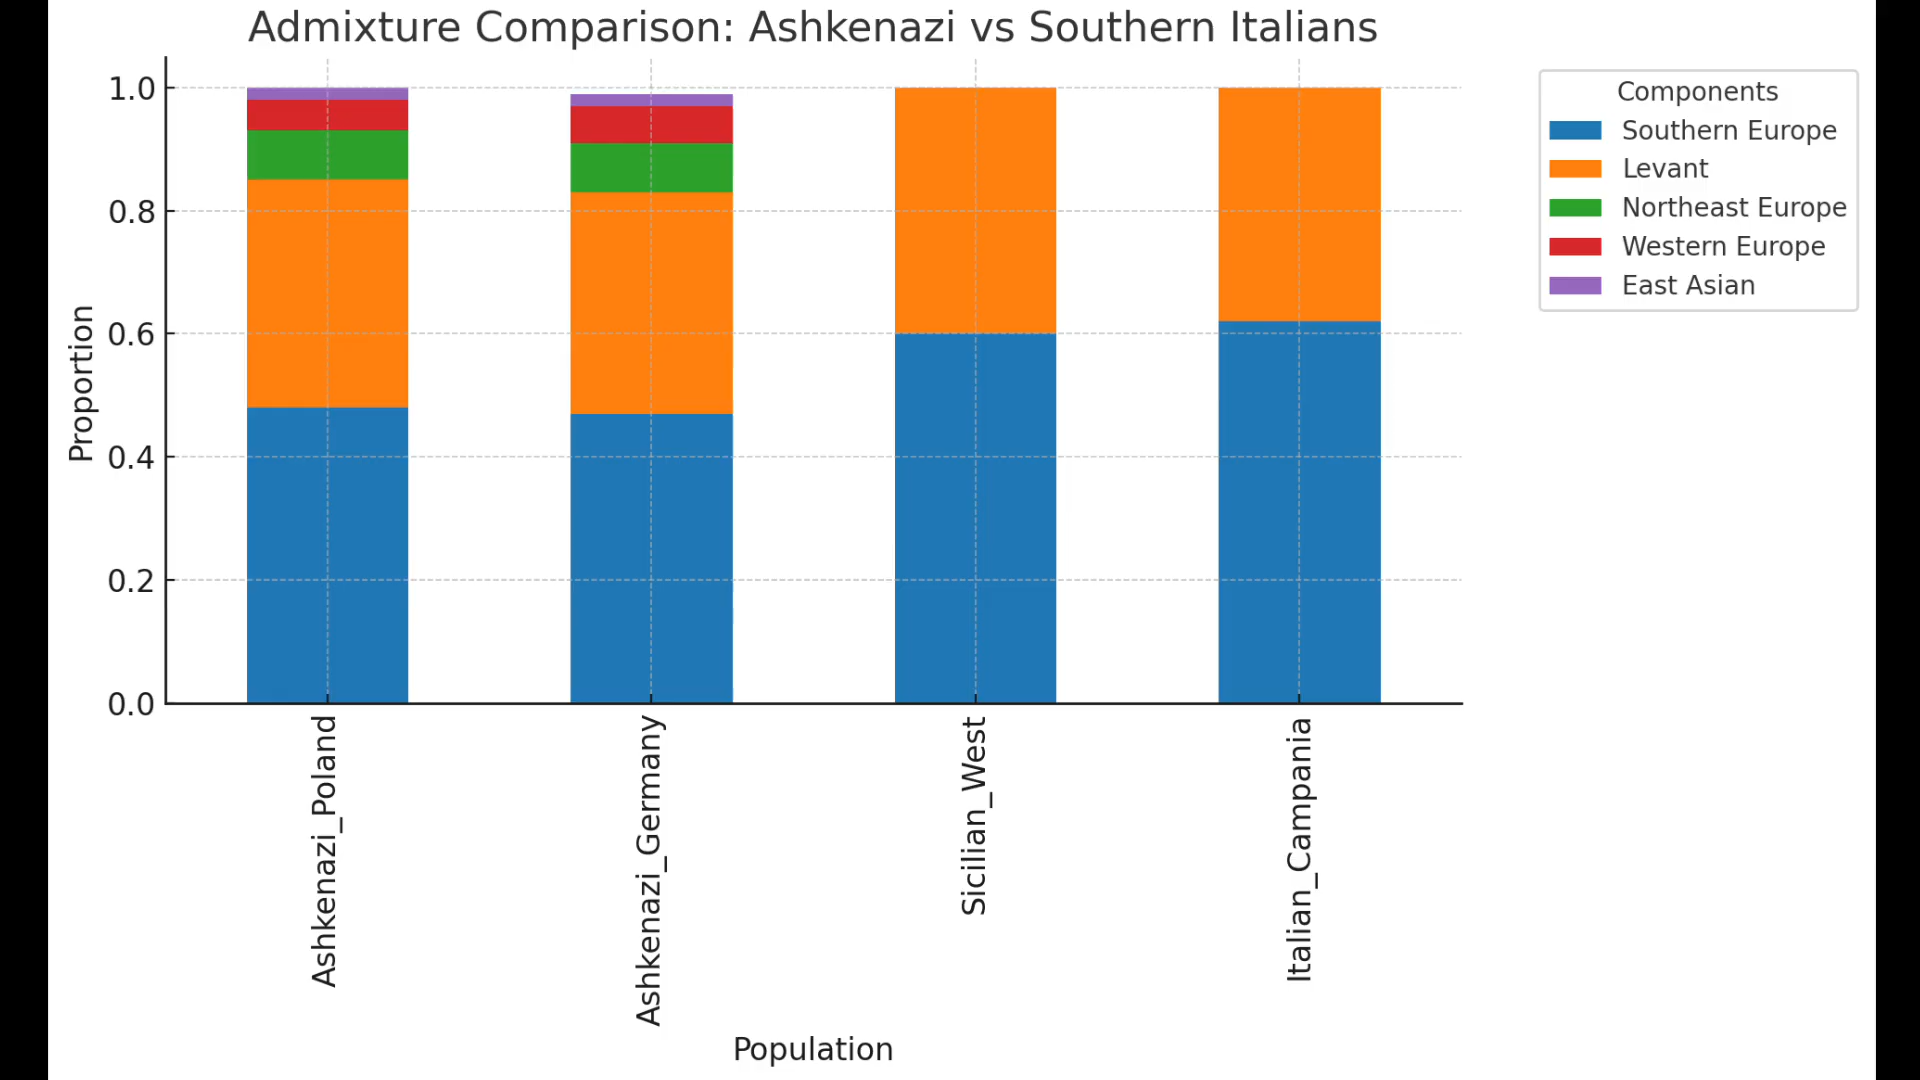 Admixture Comparison: Ashkenazi vs Southern Italians
Components
Southern Europe
Levant
Northeast Europe
Western Europe
East Asian
Proportion
1.0
0.8
0.6
0.4
0.2
0.0
Ashkenazi_Poland
Ashkenazi_Germany
Sicilian_West
Italian_Campania
Population